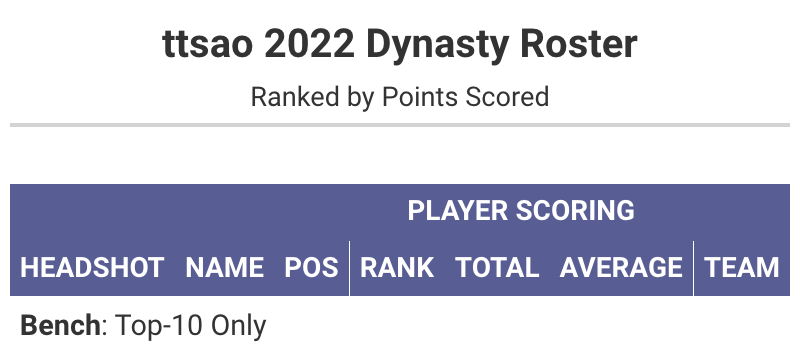 ttsao 2022 Dynasty Roster
Ranked by Points Scored
PLAYER SCORING
HEADSHOT NAME POS RANK TOTAL AVERAGE TEAM
Bench: Top-10 Only